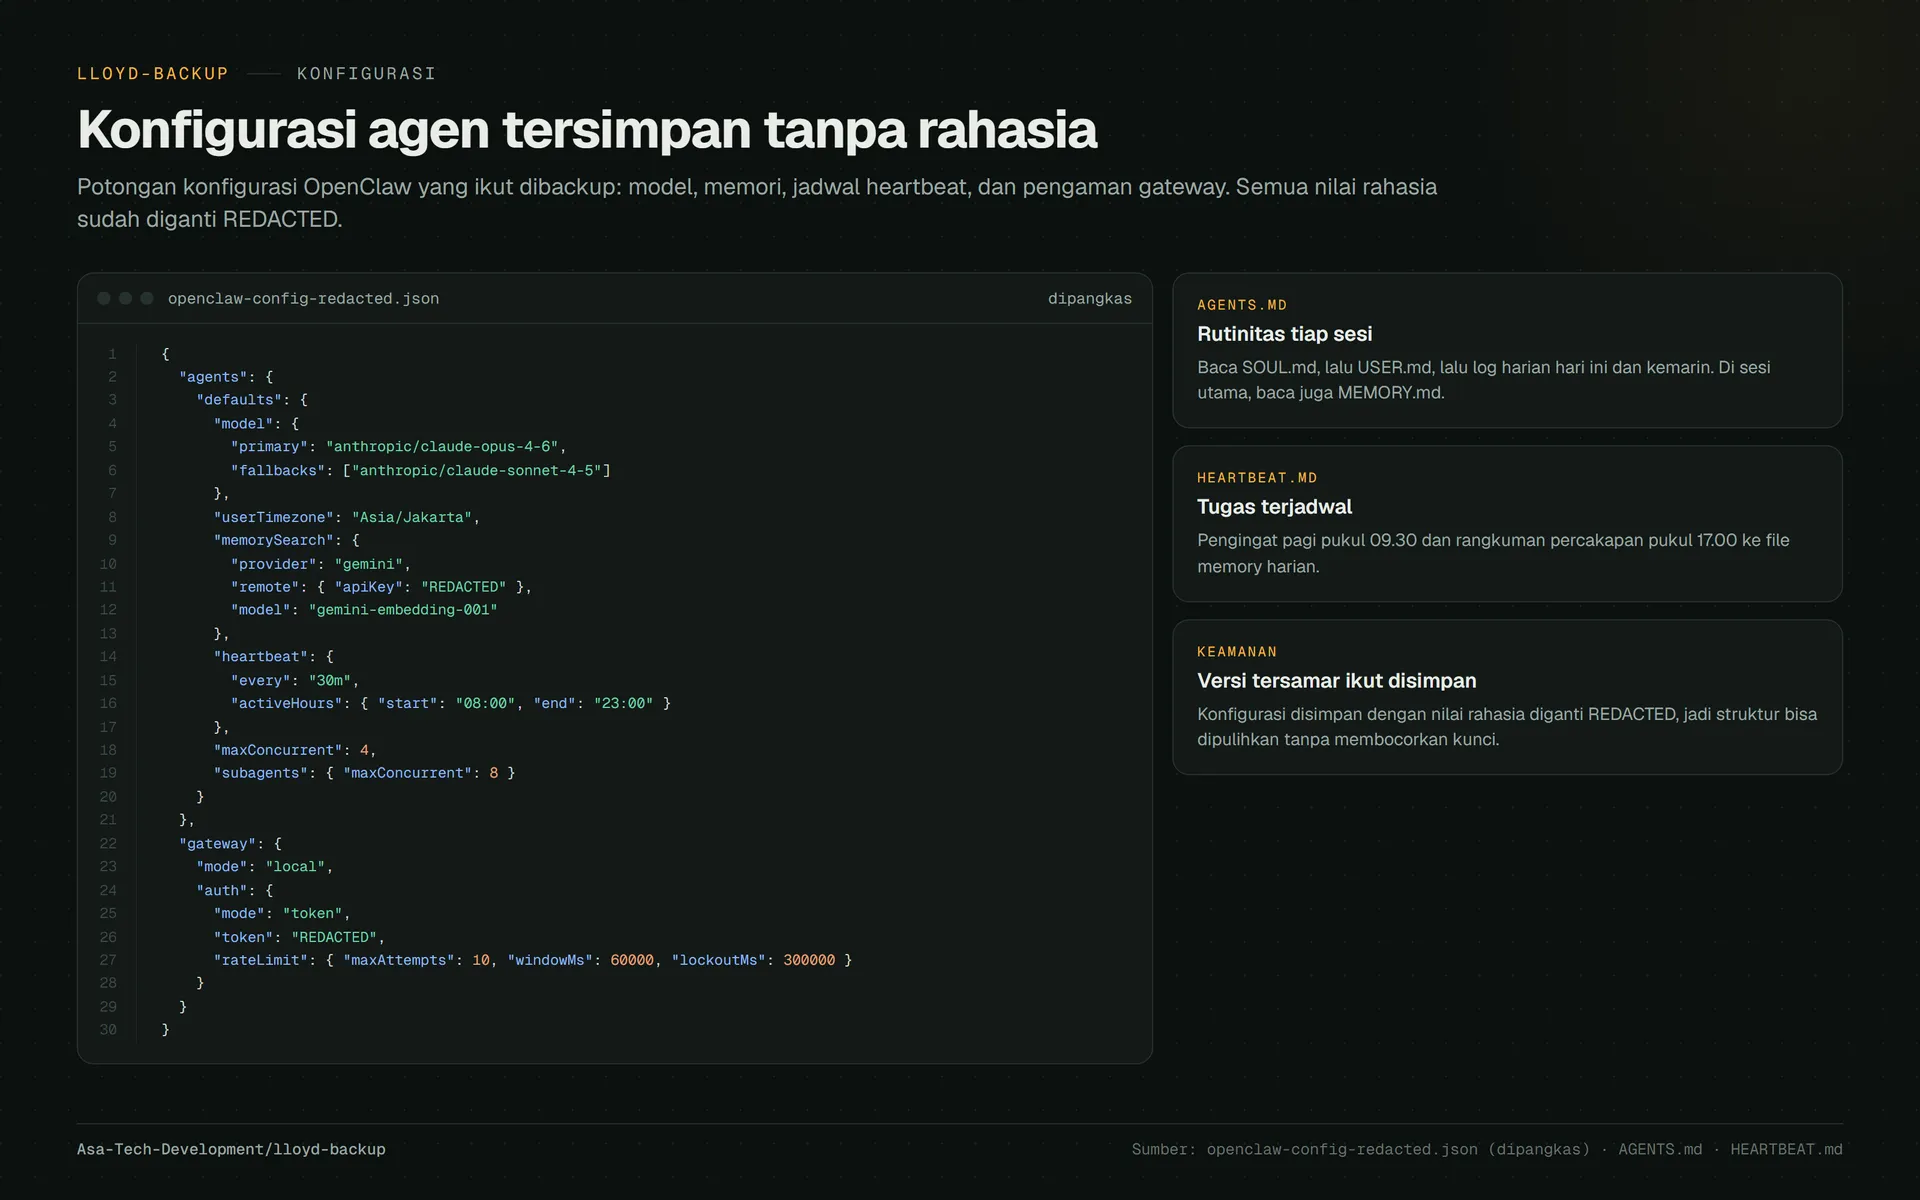 LLOYD-BACKUP — KONFIGURASI
Konfigurasi agen tersimpan tanpa rahasia
Potongan konfigurasi OpenClaw yang ikut dibackup: model, memori, jadwal heartbeat, dan pengaman gateway. Semua nilai rahasia
sudah diganti REDACTED.
openclaw-config-redacted.json dipangkas
1 {
2 "agents": {
3 "defaults": {
4 "model": {
5 "primary": "anthropic/claude-opus-4-6",
6 "fallbacks": ["anthropic/claude-sonnet-4-5"]
7 },
8 "userTimezone": "Asia/Jakarta",
9 "memorySearch": {
10 "provider": "gemini",
11 "remote": { "apiKey": "REDACTED" },
12 "model": "gemini-embedding-001"
13 },
14 "heartbeat": {
15 "every": "30m",
16 "activeHours": { "start": "08:00", "end": "23:00" }
17 },
18 "maxConcurrent": 4,
19 "subagents": { "maxConcurrent": 8 }
20 }
21 },
22 "gateway": {
23 "mode": "local",
24 "auth": {
25 "mode": "token",
26 "token": "REDACTED",
27 "rateLimit": { "maxAttempts": 10, "windowMs": 60000, "lockoutMs": 300000 }
28 }
29 }
30 }
AGENTS.MD
Rutinitas tiap sesi
Baca SOUL.md, lalu USER.md, lalu log harian hari ini dan kemarin. Di sesi
utama, baca juga MEMORY.md.
HEARTBEAT.MD
Tugas terjadwal
Pengingat pagi pukul 09.30 dan rangkuman percakapan pukul 17.00 ke file
memory harian.
KEAMANAN
Versi tersamar ikut disimpan
Konfigurasi disimpan dengan nilai rahasia diganti REDACTED, jadi struktur bisa
dipulihkan tanpa membocorkan kunci.
Asa-Tech-Development/lloyd-backup
Sumber: openclaw-config-redacted.json (dipangkas) · AGENTS.md · HEARTBEAT.md